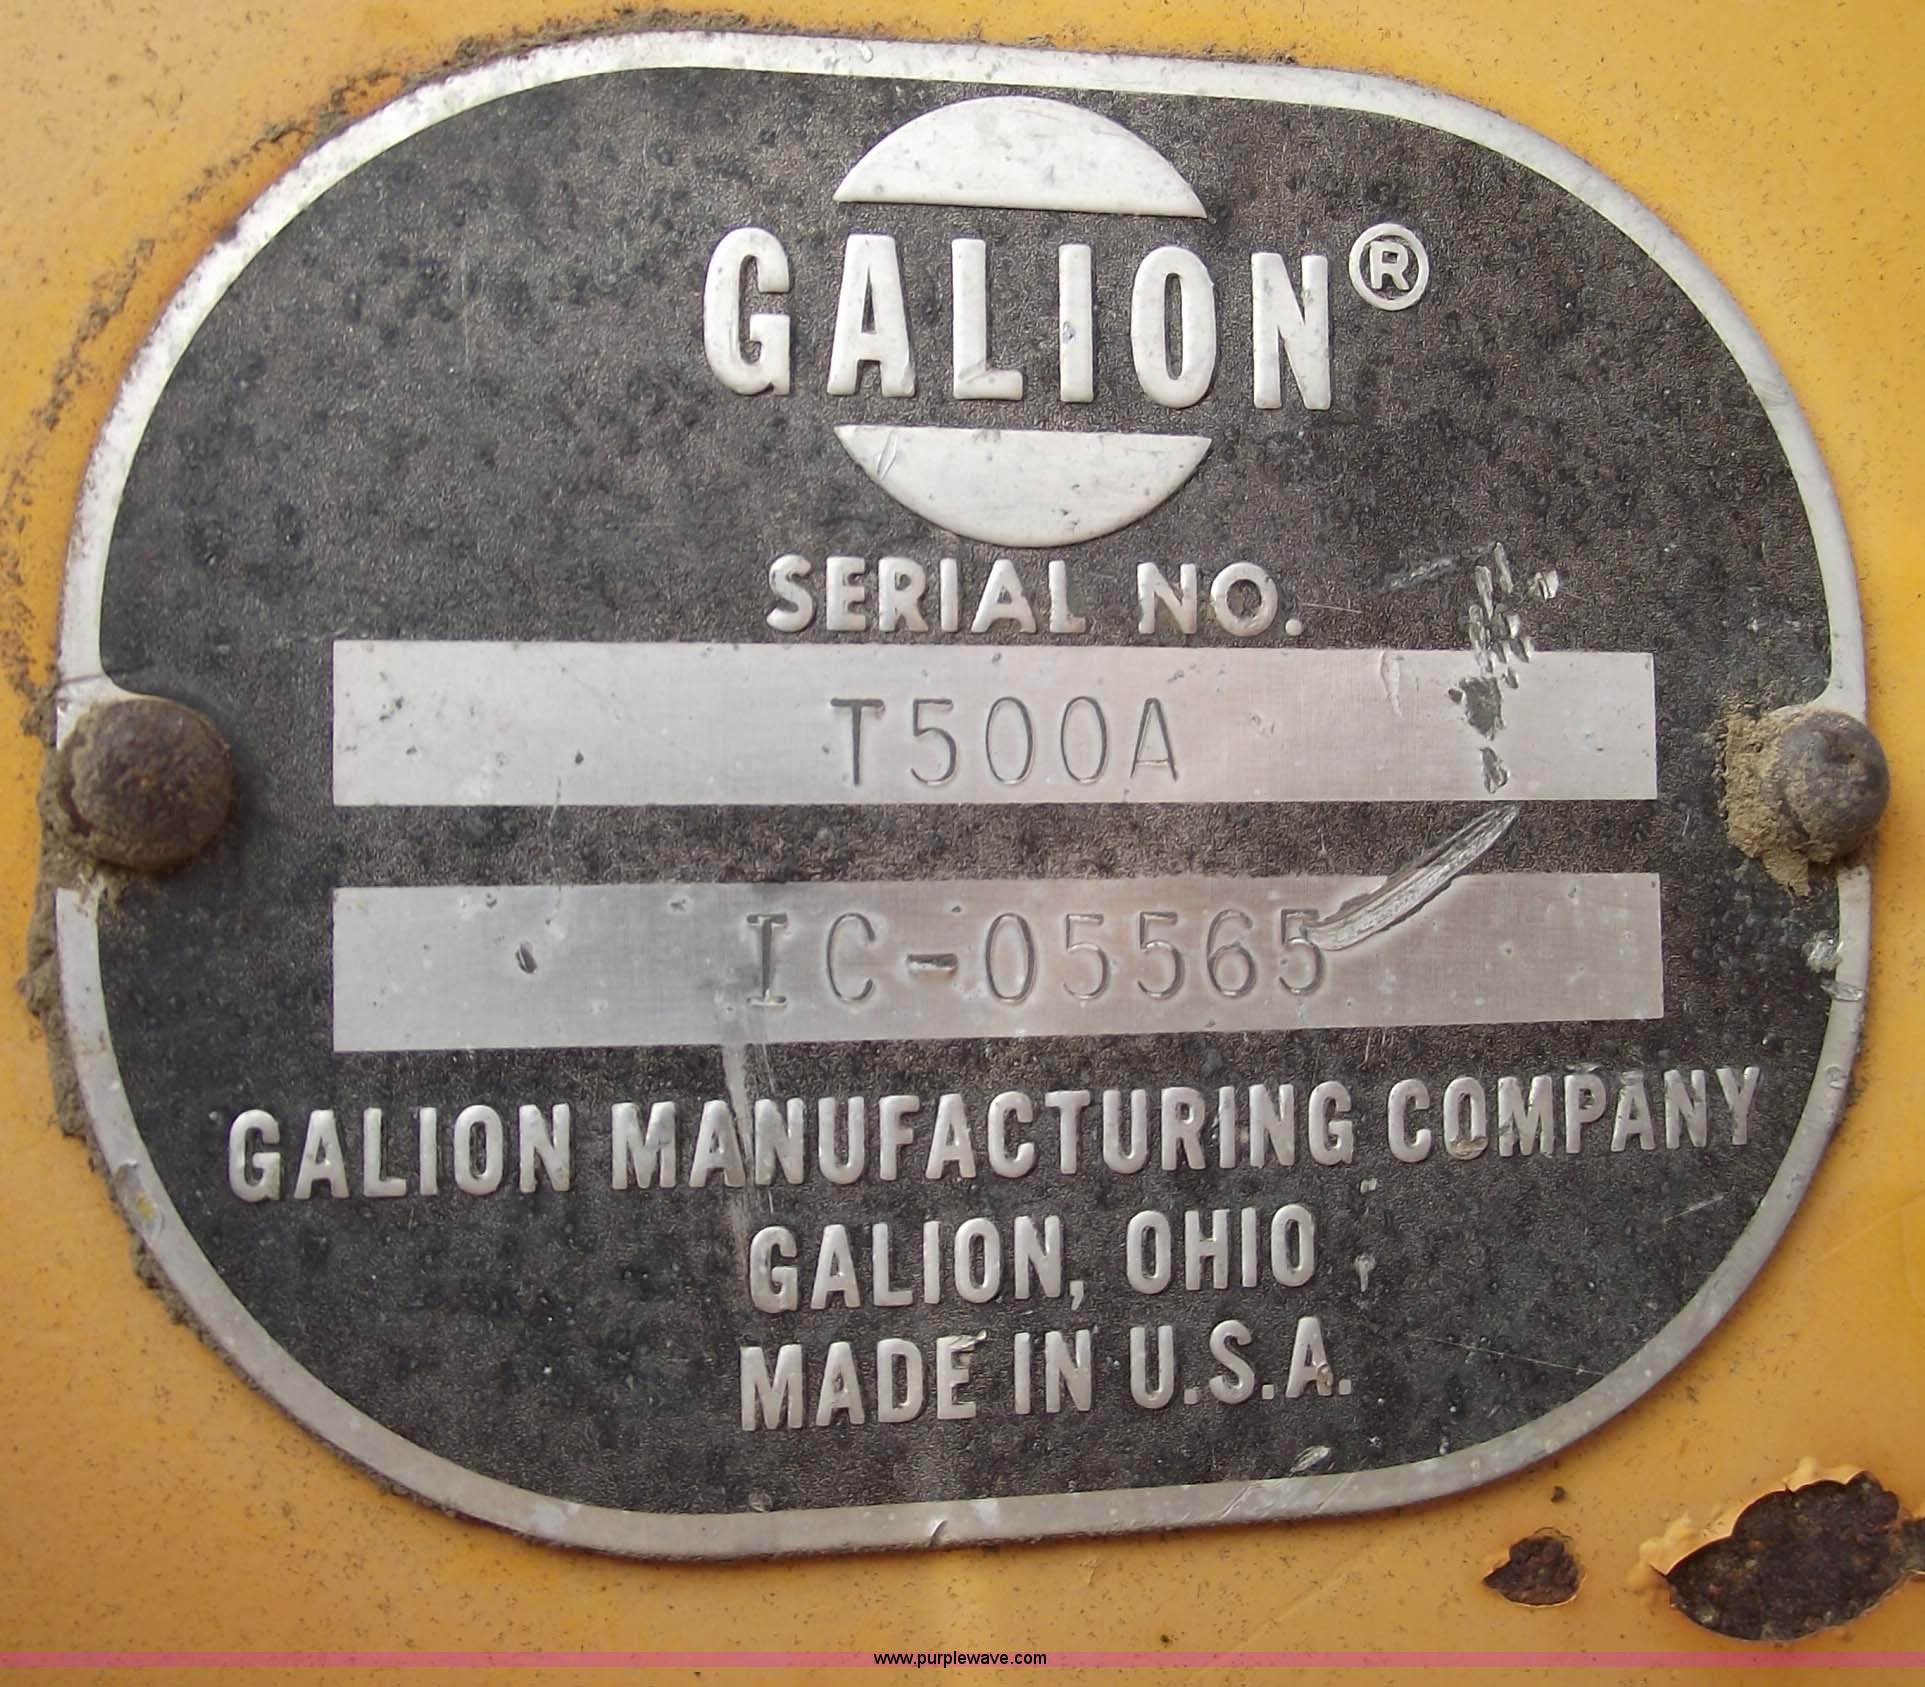 GALION®
SERIAL NO.
T500A
IC-05565
GALION MANUFACTURING COMPANY
GALION, OHIO
MADE IN U.S.A.
www.purplewave.com